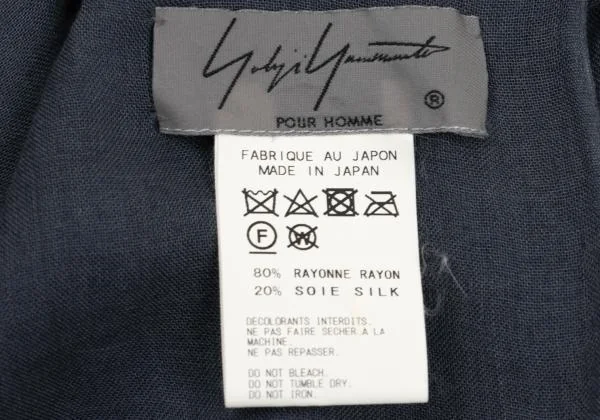 Yohji Yamamoto
®
POUR HOMME
FABRIQUE AU JAPON
MADE IN JAPAN
F W
80% RAYONNE RAYON
20% SOIE SILK
DECOLORANTS INTERDITS.
NE PAS FAIRE SECHER A LA
MACHINE.
NE PAS REPASSER.
DO NOT BLEACH.
DO NOT TUMBLE DRY.
DO NOT IRON.